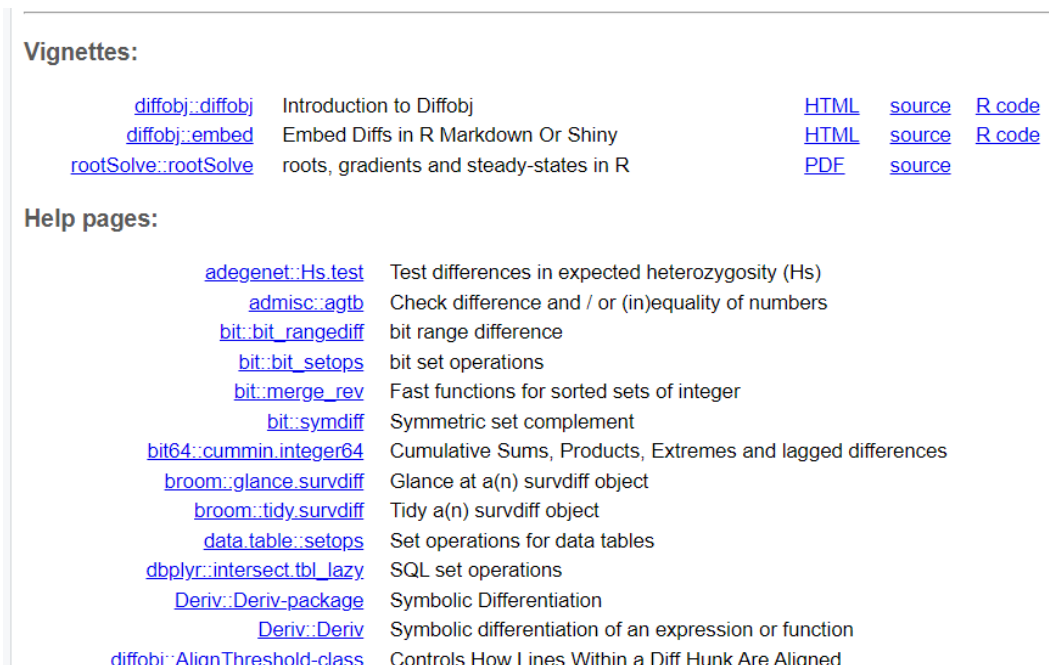 Vignettes:
diffobj::diffobj Introduction to Diffobj HTML source R code
diffobj::embed Embed Diffs in R Markdown Or Shiny HTML source R code
rootSolve::rootSolve roots, gradients and steady-states in R PDF source
Help pages:
adegenet::Hs.test Test differences in expected heterozygosity (Hs)
admisc::agtb Check difference and / or (in)equality of numbers
bit::bit_rangediff bit range difference
bit::bit_setops bit set operations
bit::merge_rev Fast functions for sorted sets of integer
bit::symdiff Symmetric set complement
bit64::cummin.integer64 Cumulative Sums, Products, Extremes and lagged differences
broom::glance.survdiff Glance at a(n) survdiff object
broom::tidy.survdiff Tidy a(n) survdiff object
data.table::setops Set operations for data tables
dbplyr::intersect.tbl_lazy SQL set operations
Deriv::Deriv-package Symbolic Differentiation
Deriv::Deriv Symbolic differentiation of an expression or function
diffobj::AlignThreshold-class Controls How Lines Within a Diff Hunk Are Aligned